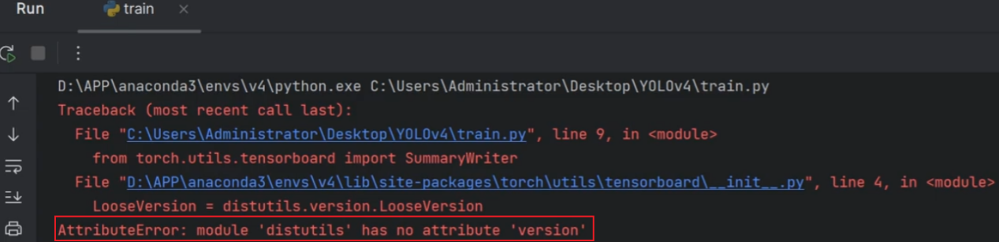 Run train
D:\APP\anaconda3\envs\v4\python.exe C:\Users\Administrator\Desktop\YOLOv4\train.py
Traceback (most recent call last):
File "C:\Users\Administrator\Desktop\YOLOv4\train.py", line 9, in <module>
from torch.utils.tensorboard import SummaryWriter
File "D:\APP\anaconda3\envs\v4\lib\site-packages\torch\utils\tensorboard\__init__.py", line 4, in <module>
LooseVersion = distutils.version.LooseVersion
AttributeError: module 'distutils' has no attribute 'version'